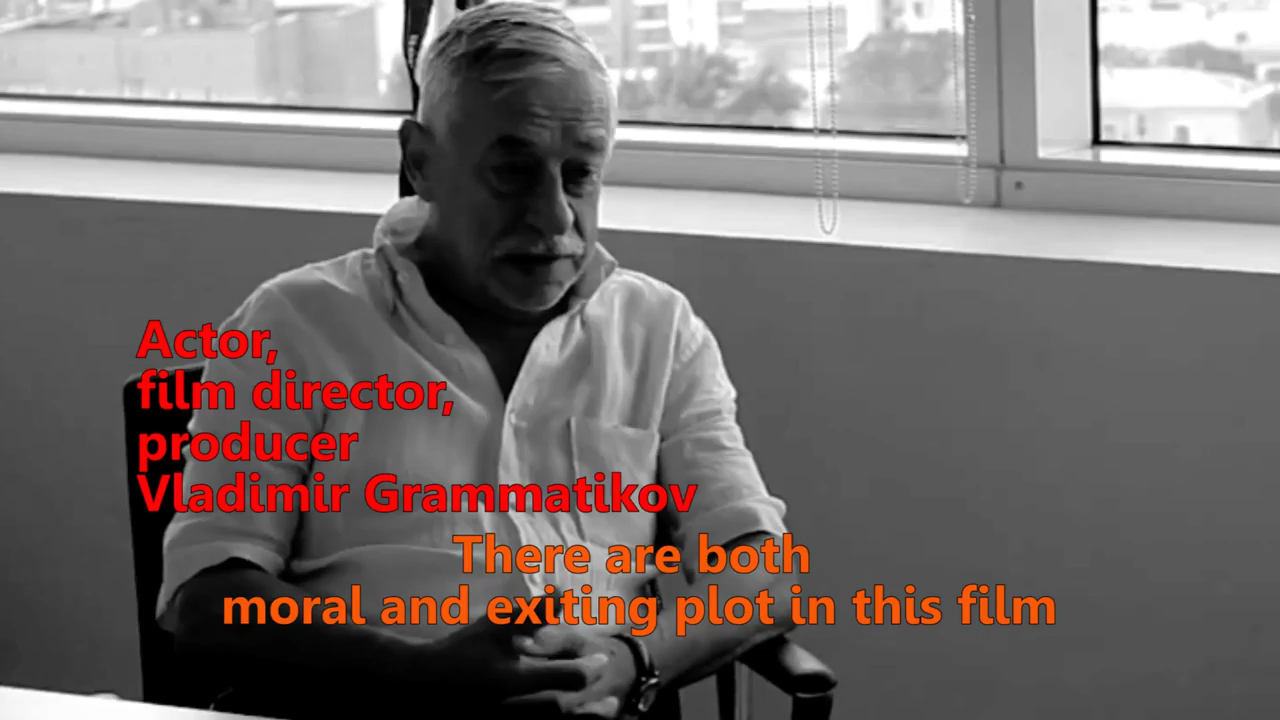 Actor,
film director,
producer
Vladimir Grammatikov
There are both
moral and exiting plot in this film